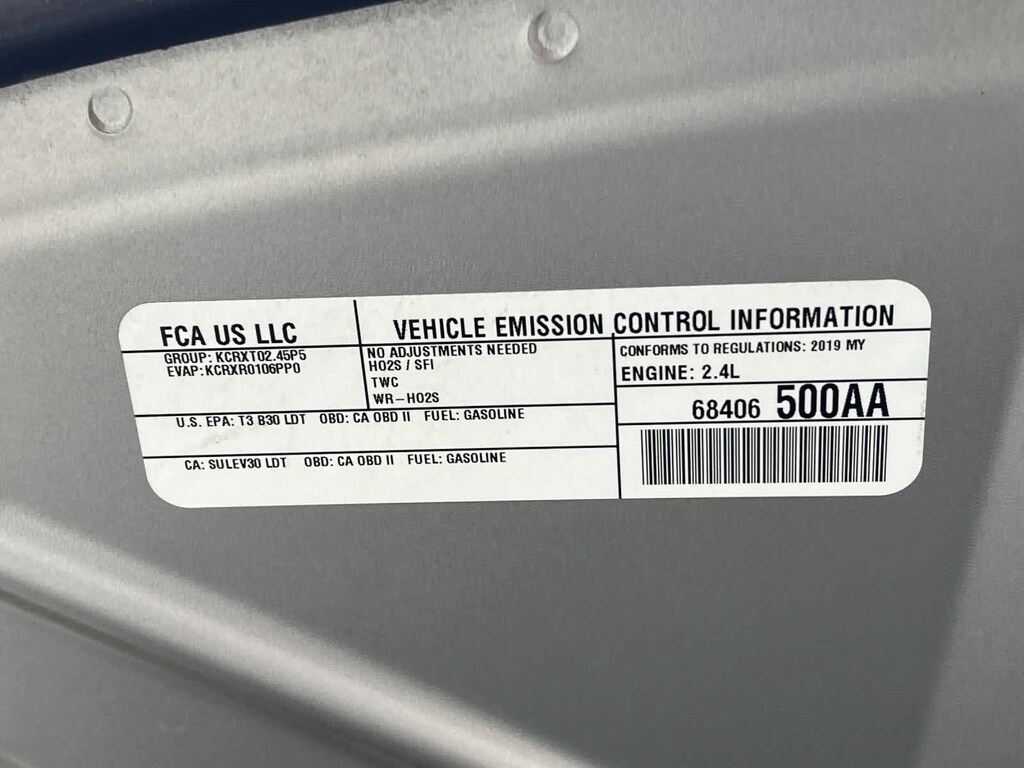 FCA US LLC
VEHICLE EMISSION CONTROL INFORMATION
GROUP: KCRXT02.45P5
EVAP:KCRXR0106PP0
NO ADJUSTMENTS NEEDED
HO2S / SFI
TWC
WR-HO2S
CONFORMS TO REGULATIONS: 2019 MY
ENGINE: 2.4L
68406 500AA
U.S. EPA: T3 B30 LDT OBD: CA OBD II FUEL: GASOLINE
CA: SULEV30 LDT OBD: CA OBD II FUEL: GASOLINE